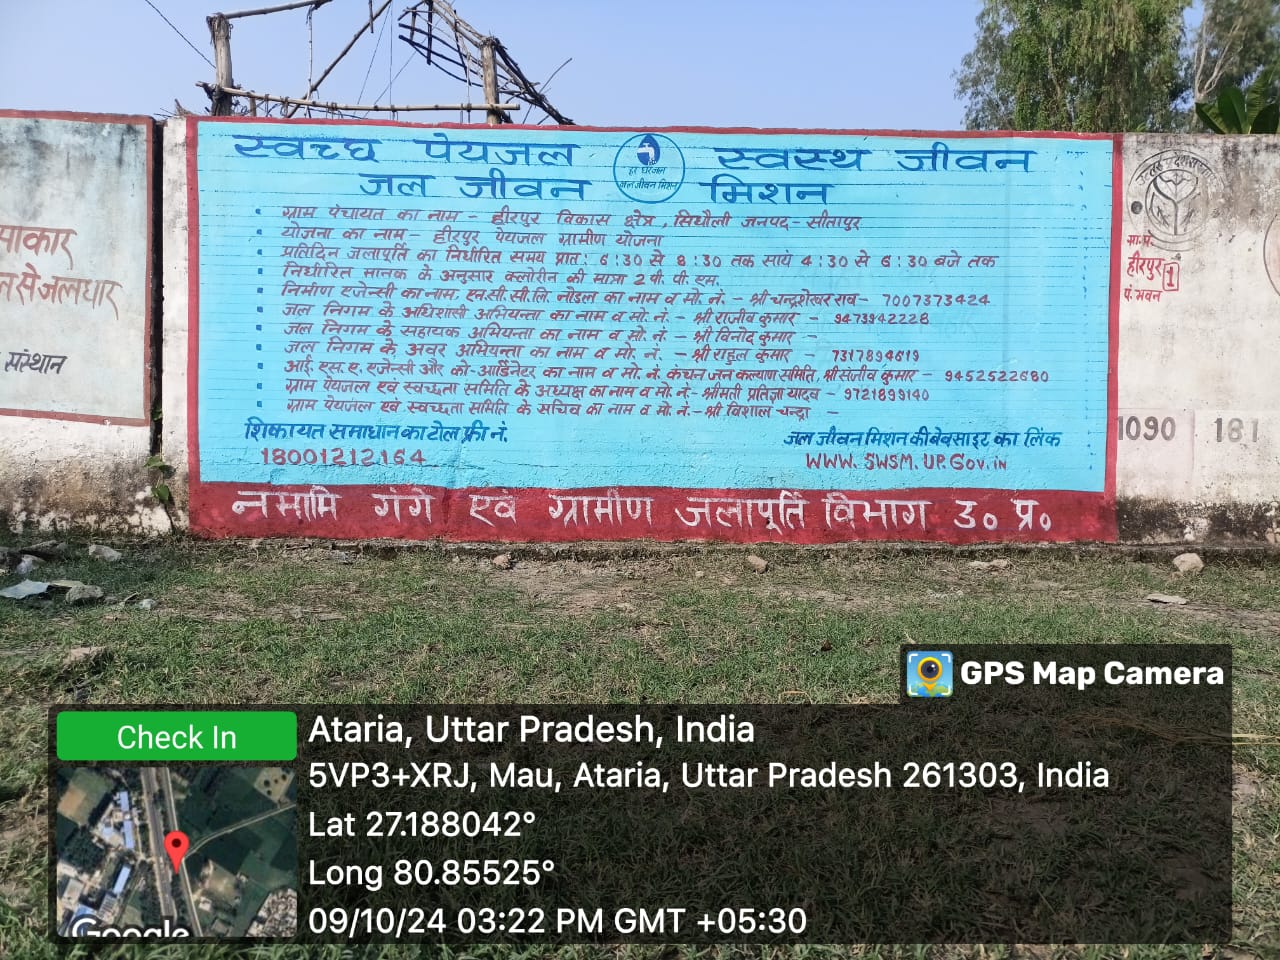 स्वच्छ पेयजल स्वस्थ जीवन
जल जीवन मिशन
हर घर जल
जल जीवन मिशन
ग्राम पंचायत का नाम - हीरपुर विकास क्षेत्र, सिधौली जनपद - सीतापुर
योजना का नाम - हीरपुर पेयजल ग्रामीण योजना
प्रतिदिन जलापूर्ति का निर्धारित समय प्रातः 6:30 से 8:30 तक सायं 4:30 से 6:30 बजे तक
निर्धारित मानक के अनुसार क्लोरीन की मात्रा 2 पी. पी. एम.
निर्माण एजेन्सी का नाम, एन.सी.सी.लि. नोडल का नाम व मो. नं. - श्री चन्द्रशेखर राव - 7007373424
जल निगम के अधिशासी अभियन्ता का नाम व मो. नं. - श्री राजीव कुमार - 9473942228
जल निगम के सहायक अभियन्ता का नाम व मो. नं. - श्री विनोद कुमार -
जल निगम के अवर अभियन्ता का नाम व मो. नं. - श्री राहुल कुमार - 7317894619
आई. एस. ए. एजेन्सी और को-आर्डिनेटर का नाम व मो. नं. कंचन जन कल्याण समिति, श्री संजीव कुमार - 9452522680
ग्राम पेयजल एवं स्वच्छता समिति के अध्यक्ष का नाम व मो. नं. - श्रीमती प्रतिज्ञा यादव - 9721899140
ग्राम पेयजल एवं स्वच्छता समिति के सचिव का नाम व मो. नं. - श्री विशाल चन्द्रा -
शिकायत समाधान का टोल फ्री नं.
18001212164
जल जीवन मिशन की बेवसाइट का लिंक
WWW. SWSM. UP. Gov. iN
नमामि गंगे एवं ग्रामीण जलापूर्ति विभाग उ० प्र०
साकार
से जलधार
संस्थान
ग्रा. पं.
हीरपुर 1
पं. भवन
1090 181
GPS Map Camera
Check In
Ataria, Uttar Pradesh, India
5VP3+XRJ, Mau, Ataria, Uttar Pradesh 261303, India
Lat 27.188042°
Long 80.85525°
09/10/24 03:22 PM GMT +05:30
Google